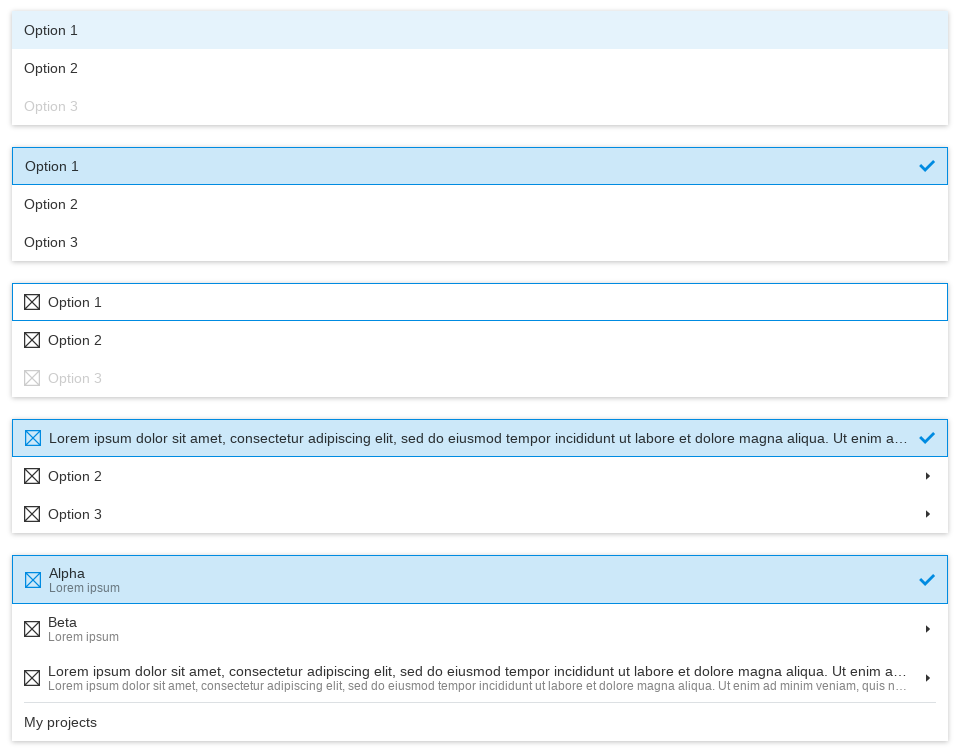 Option 1
Option 2
Option 3
Option 1
Option 2
Option 3
Option 1
Option 2
Option 3
Lorem ipsum dolor sit amet, consectetur adipiscing elit, sed do eiusmod tempor incididunt ut labore et dolore magna aliqua. Ut enim a…
Option 2
Option 3
Alpha
Lorem ipsum
Beta
Lorem ipsum
Lorem ipsum dolor sit amet, consectetur adipiscing elit, sed do eiusmod tempor incididunt ut labore et dolore magna aliqua. Ut enim a…
Lorem ipsum dolor sit amet, consectetur adipiscing elit, sed do eiusmod tempor incididunt ut labore et dolore magna aliqua. Ut enim ad minim veniam, quis n…
My projects